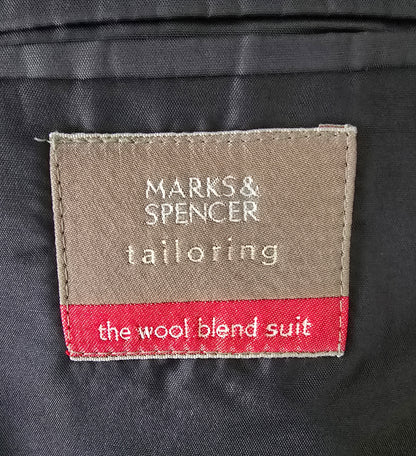 MARKS&
SPENCER
tailoring
the wool blend suit